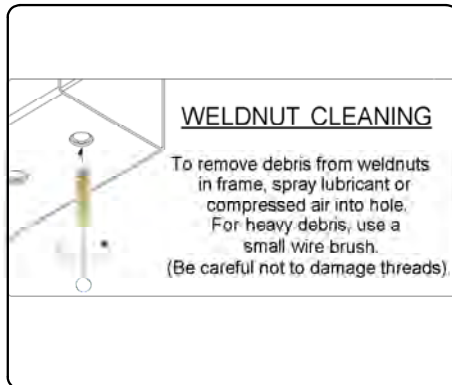 WELDNUT CLEANING
To remove debris from weldnuts
in frame, spray lubricant or
compressed air into hole.
For heavy debris, use a
small wire brush.
(Be careful not to damage threads).